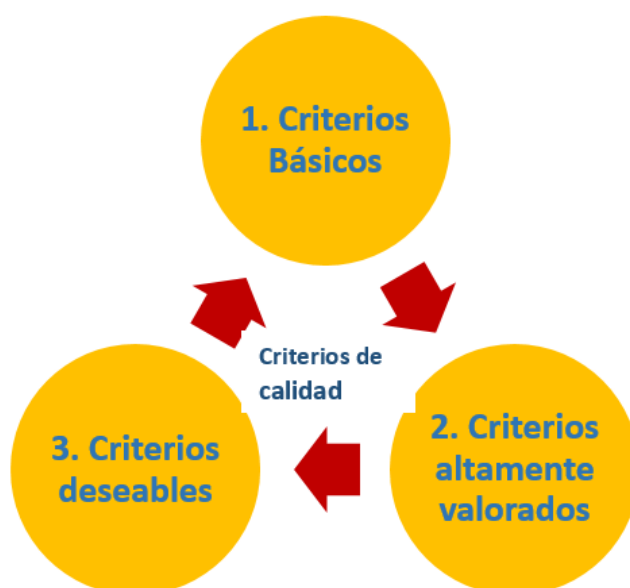 1. Criterios
Básicos
Criterios de
calidad
2. Criterios
altamente
valorados
3. Criterios
deseables